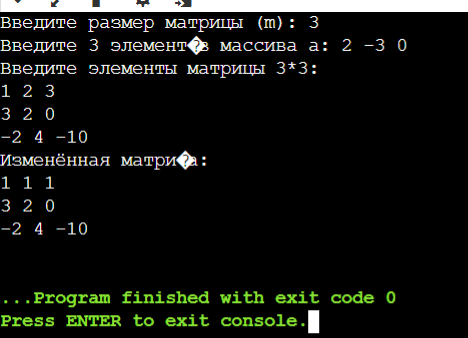 Введите размер матрицы (m): 3
Введите 3 элемент�в массива a: 2 -3 0
Введите элементы матрицы 3*3:
1 2 3
3 2 0
-2 4 -10
Изменённая матри�а:
1 1 1
3 2 0
-2 4 -10
...Program finished with exit code 0
Press ENTER to exit console.